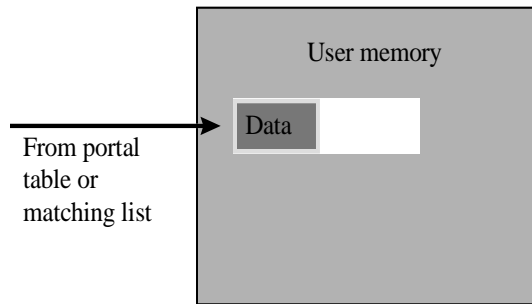 User memory
Data
From portal
table or
matching list